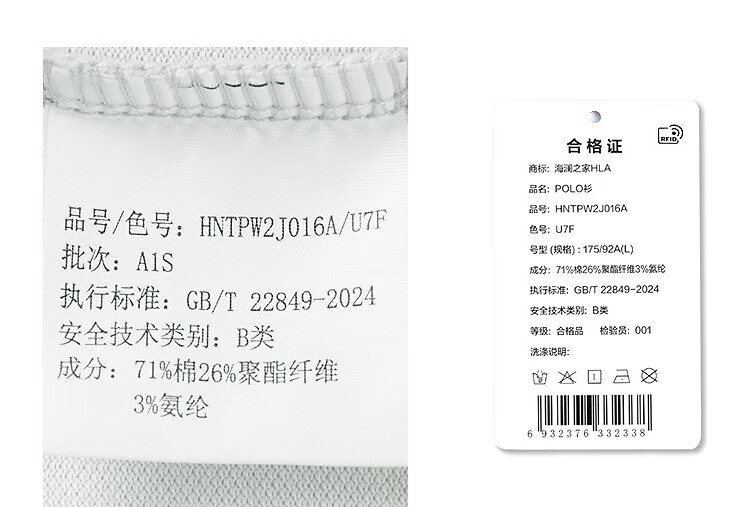 品号/色号: HNTPW2J016A/U7F
批次: A1S
执行标准: GB/T 22849-2024
安全技术类别: B类
成分: 71%棉26%聚酯纤维
3%氨纶
合格证
RFID
商标: 海澜之家HLA
品名: POLO衫
品号: HNTPW2J016A
色号: U7F
号型(规格): 175/92A(L)
成分: 71%棉26%聚酯纤维3%氨纶
执行标准: GB/T 22849-2024
安全技术类别: B类
等级: 合格品 检验员: 001
洗涤说明:
6 932376 332338